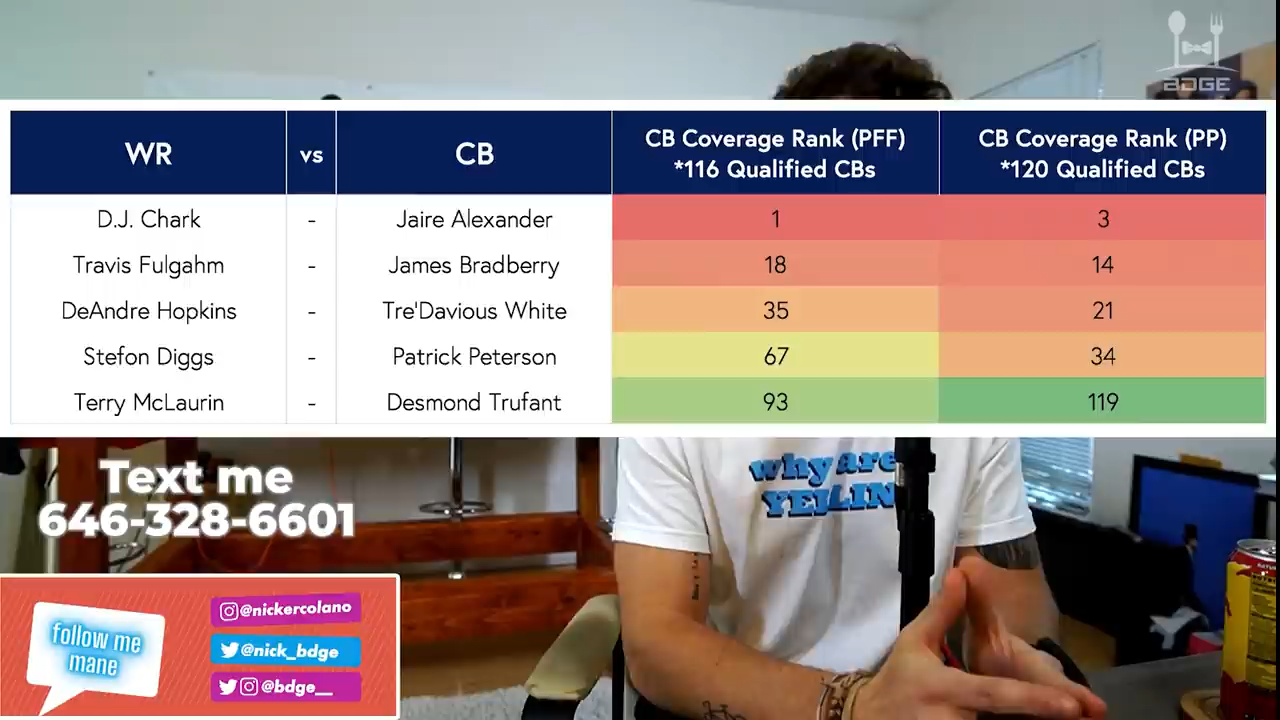 BDGE
WR vs CB CB Coverage Rank (PFF) *116 Qualified CBs CB Coverage Rank (PP) *120 Qualified CBs
D.J. Chark - Jaire Alexander 1 3
Travis Fulgahm - James Bradberry 18 14
DeAndre Hopkins - Tre'Davious White 35 21
Stefon Diggs - Patrick Peterson 67 34
Terry McLaurin - Desmond Trufant 93 119
Text me
646-328-6601
why are
follow me
mane
@nickercolano
@nick_bdge
@bdge__